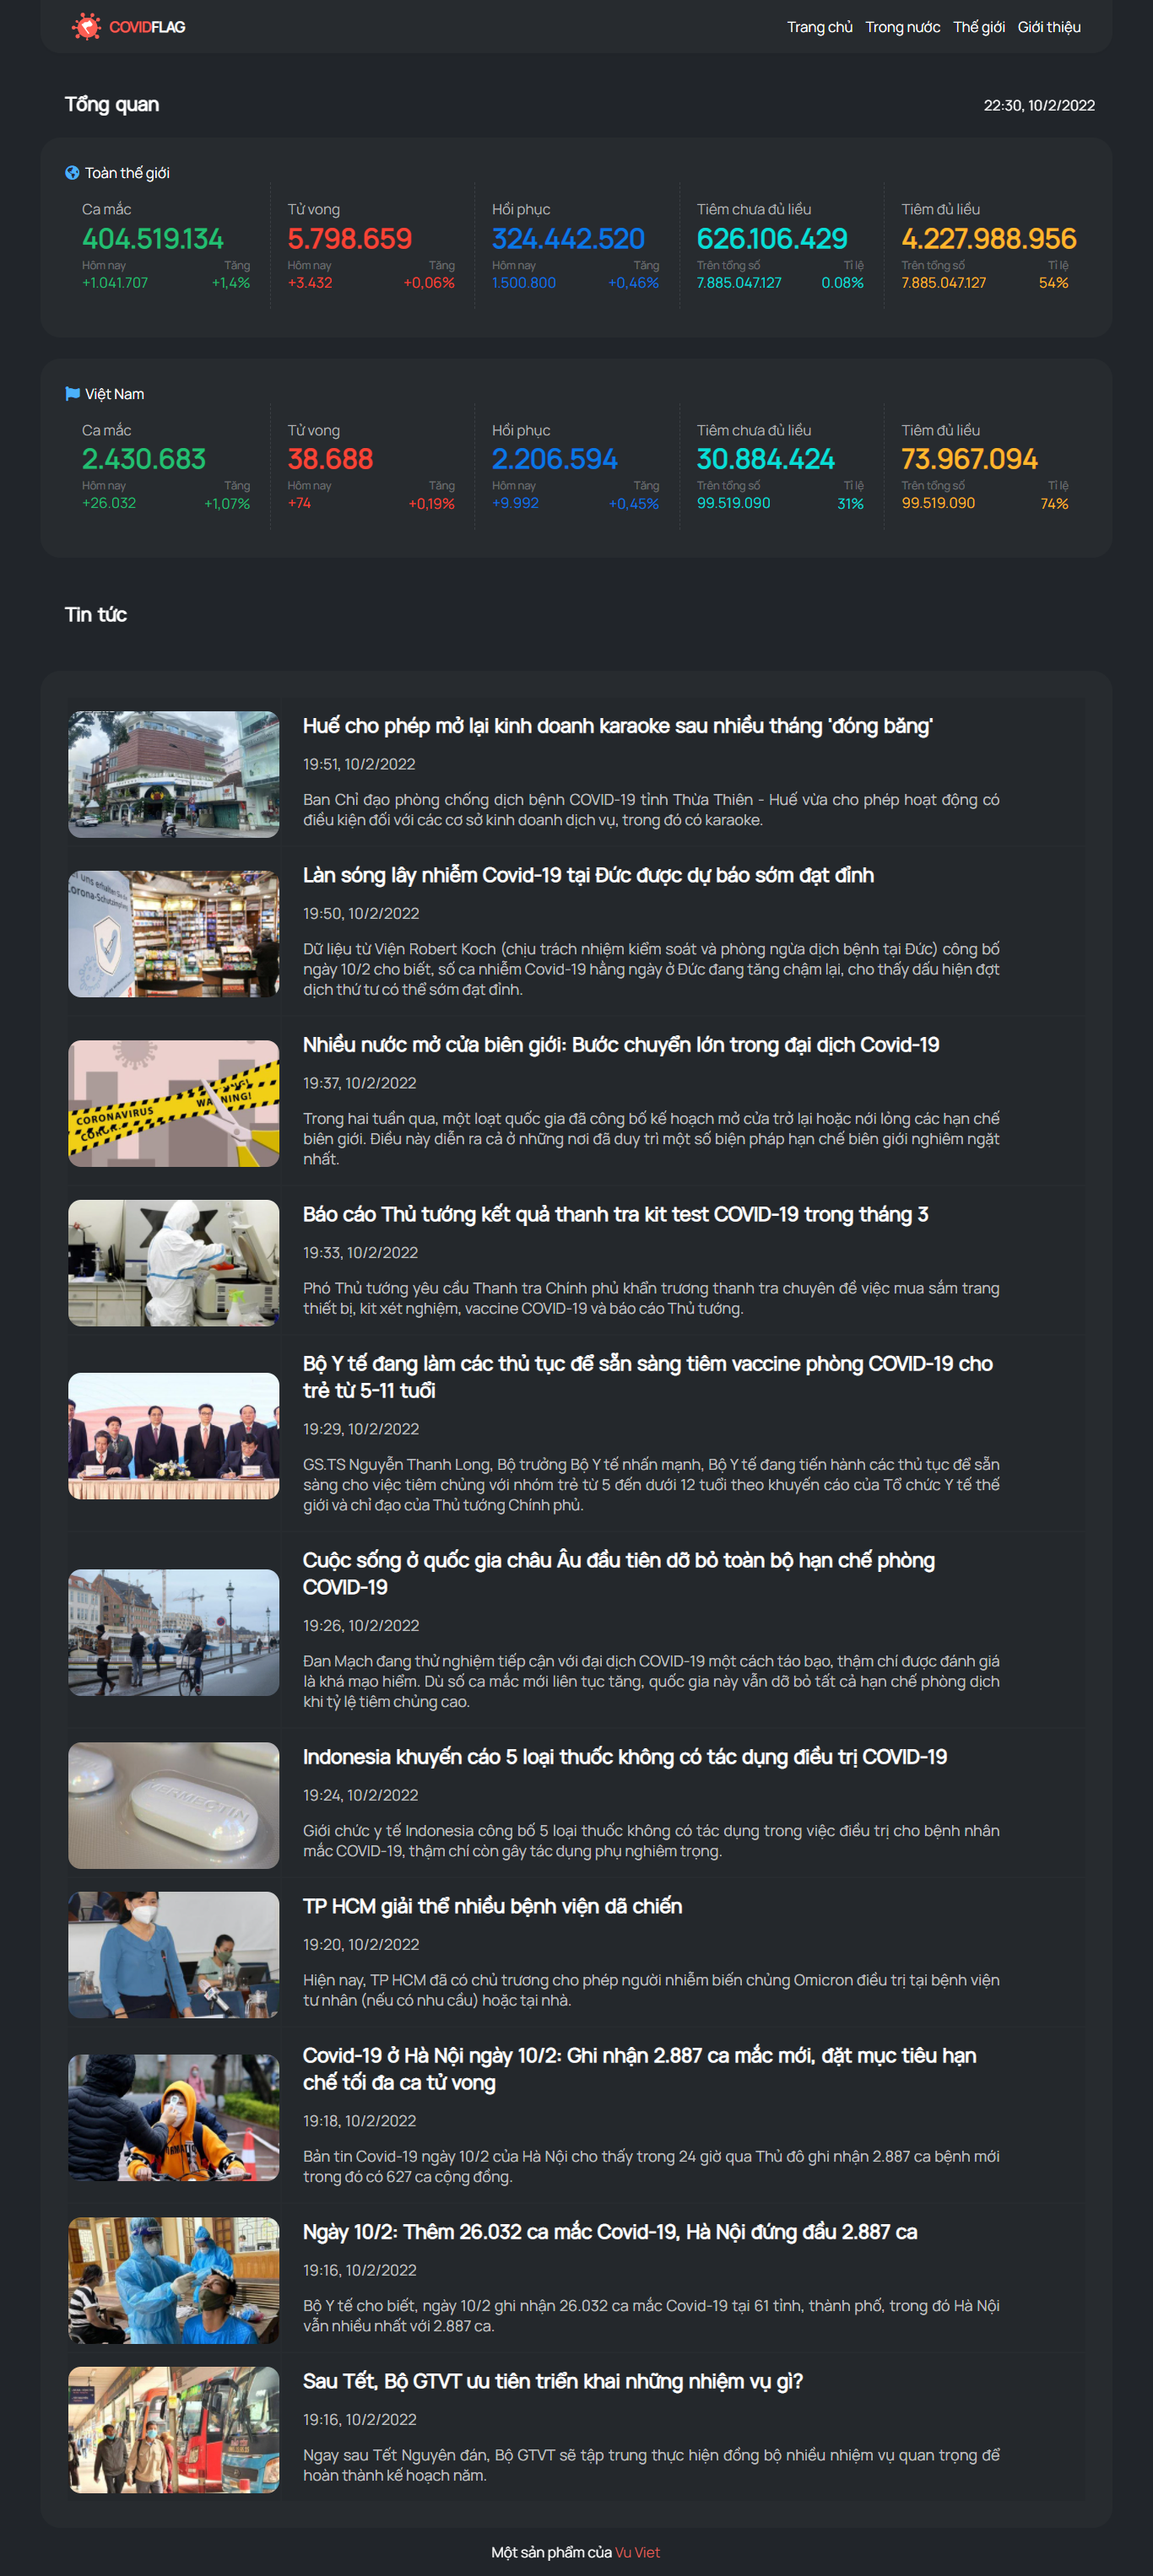 COVIDFLAG
Trang chủ Trong nước Thế giới Giới thiệu
Tổng quan
22:30, 10/2/2022
Toàn thế giới
Ca mắc
404.519.134
Hôm nay Tăng
+1.041.707 +1,4%
Tử vong
5.798.659
Hôm nay Tăng
+3.432 +0,06%
Hồi phục
324.442.520
Hôm nay Tăng
1.500.800 +0,46%
Tiêm chưa đủ liều
626.106.429
Trên tổng số Tỉ lệ
7.885.047.127 0.08%
Tiêm đủ liều
4.227.988.956
Trên tổng số Tỉ lệ
7.885.047.127 54%
Việt Nam
Ca mắc
2.430.683
Hôm nay Tăng
+26.032 +1,07%
Tử vong
38.688
Hôm nay Tăng
+74 +0,19%
Hồi phục
2.206.594
Hôm nay Tăng
+9.992 +0,45%
Tiêm chưa đủ liều
30.884.424
Trên tổng số Tỉ lệ
99.519.090 31%
Tiêm đủ liều
73.967.094
Trên tổng số Tỉ lệ
99.519.090 74%
Tin tức
Huế cho phép mở lại kinh doanh karaoke sau nhiều tháng 'đóng băng'
19:51, 10/2/2022
Ban Chỉ đạo phòng chống dịch bệnh COVID-19 tỉnh Thừa Thiên - Huế vừa cho phép hoạt động có
điều kiện đối với các cơ sở kinh doanh dịch vụ, trong đó có karaoke.
Làn sóng lây nhiễm Covid-19 tại Đức được dự báo sớm đạt đỉnh
19:50, 10/2/2022
Dữ liệu từ Viện Robert Koch (chịu trách nhiệm kiểm soát và phòng ngừa dịch bệnh tại Đức) công bố
ngày 10/2 cho biết, số ca nhiễm Covid-19 hằng ngày ở Đức đang tăng chậm lại, cho thấy dấu hiện đợt
dịch thứ tư có thể sớm đạt đỉnh.
CORONAVIRUS
WARNING!
Nhiều nước mở cửa biên giới: Bước chuyển lớn trong đại dịch Covid-19
19:37, 10/2/2022
Trong hai tuần qua, một loạt quốc gia đã công bố kế hoạch mở cửa trở lại hoặc nới lỏng các hạn chế
biên giới. Điều này diễn ra cả ở những nơi đã duy trì một số biện pháp hạn chế biên giới nghiêm ngặt
nhất.
Báo cáo Thủ tướng kết quả thanh tra kit test COVID-19 trong tháng 3
19:33, 10/2/2022
Phó Thủ tướng yêu cầu Thanh tra Chính phủ khẩn trương thanh tra chuyên đề việc mua sắm trang
thiết bị, kit xét nghiệm, vaccine COVID-19 và báo cáo Thủ tướng.
Bộ Y tế đang làm các thủ tục để sẵn sàng tiêm vaccine phòng COVID-19 cho
trẻ từ 5-11 tuổi
19:29, 10/2/2022
GS.TS Nguyễn Thanh Long, Bộ trưởng Bộ Y tế nhấn mạnh, Bộ Y tế đang tiến hành các thủ tục để sẵn
sàng cho việc tiêm chủng với nhóm trẻ từ 5 đến dưới 12 tuổi theo khuyến cáo của Tổ chức Y tế thế
giới và chỉ đạo của Thủ tướng Chính phủ.
Cuộc sống ở quốc gia châu Âu đầu tiên dỡ bỏ toàn bộ hạn chế phòng
COVID-19
19:26, 10/2/2022
Đan Mạch đang thử nghiệm tiếp cận với đại dịch COVID-19 một cách táo bạo, thậm chí được đánh giá
là khá mạo hiểm. Dù số ca mắc mới liên tục tăng, quốc gia này vẫn dỡ bỏ tất cả hạn chế phòng dịch
khi tỷ lệ tiêm chủng cao.
Indonesia khuyến cáo 5 loại thuốc không có tác dụng điều trị COVID-19
19:24, 10/2/2022
Giới chức y tế Indonesia công bố 5 loại thuốc không có tác dụng trong việc điều trị cho bệnh nhân
mắc COVID-19, thậm chí còn gây tác dụng phụ nghiêm trọng.
TP HCM giải thể nhiều bệnh viện dã chiến
19:20, 10/2/2022
Hiện nay, TP HCM đã có chủ trương cho phép người nhiễm biến chủng Omicron điều trị tại bệnh viện
tư nhân (nếu có nhu cầu) hoặc tại nhà.
Covid-19 ở Hà Nội ngày 10/2: Ghi nhận 2.887 ca mắc mới, đặt mục tiêu hạn
chế tối đa ca tử vong
19:18, 10/2/2022
Bản tin Covid-19 ngày 10/2 của Hà Nội cho thấy trong 24 giờ qua Thủ đô ghi nhận 2.887 ca bệnh mới
trong đó có 627 ca cộng đồng.
Ngày 10/2: Thêm 26.032 ca mắc Covid-19, Hà Nội đứng đầu 2.887 ca
19:16, 10/2/2022
Bộ Y tế cho biết, ngày 10/2 ghi nhận 26.032 ca mắc Covid-19 tại 61 tỉnh, thành phố, trong đó Hà Nội
vẫn nhiều nhất với 2.887 ca.
Sau Tết, Bộ GTVT ưu tiên triển khai những nhiệm vụ gì?
19:16, 10/2/2022
Ngay sau Tết Nguyên đán, Bộ GTVT sẽ tập trung thực hiện đồng bộ nhiều nhiệm vụ quan trọng để
hoàn thành kế hoạch năm.
Một sản phẩm của Vu Viet